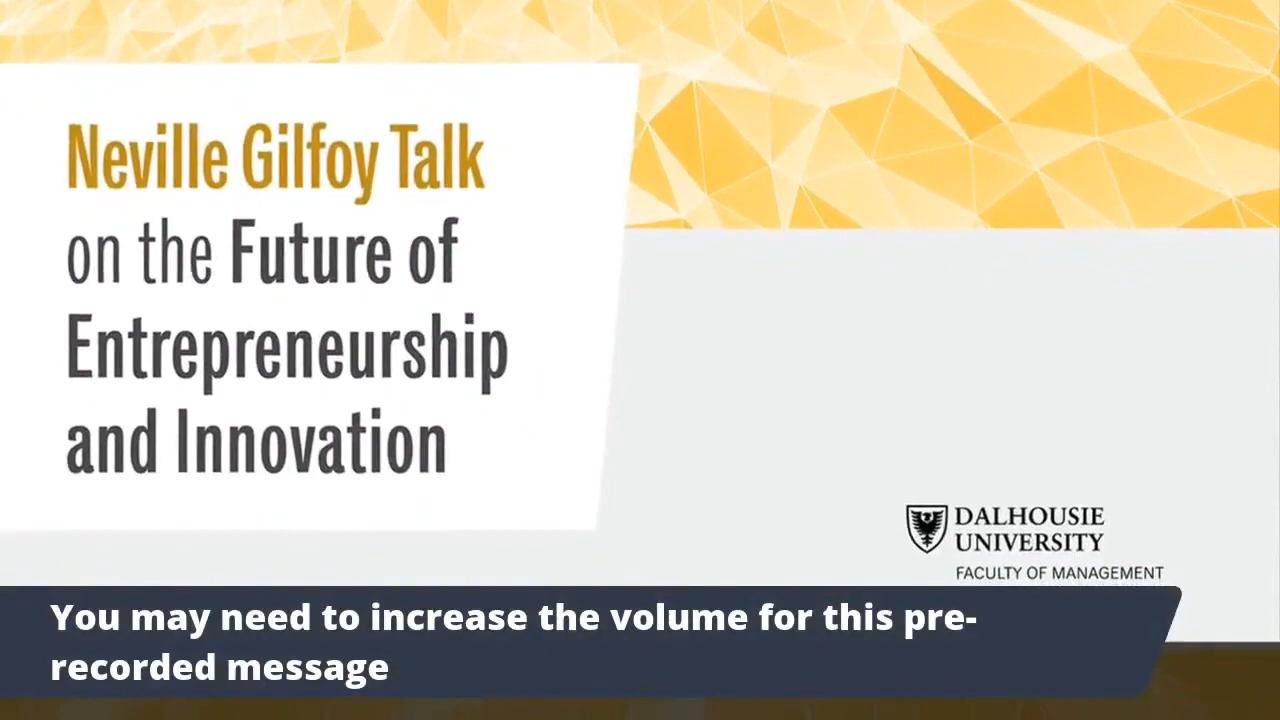 Neville Gilfoy Talk
on the Future of
Entrepreneurship
and Innovation
DALHOUSIE
UNIVERSITY
FACULTY OF MANAGEMENT
You may need to increase the volume for this pre-
recorded message